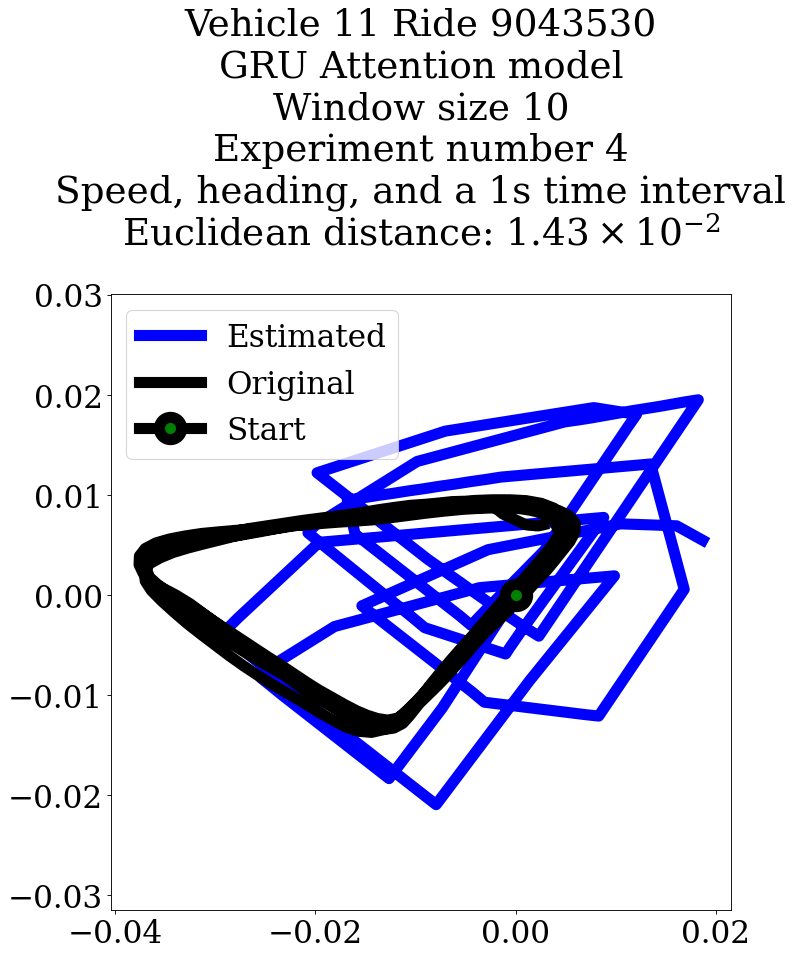 Vehicle 11 Ride 9043530
GRU Attention model
Window size 10
Experiment number 4
Speed, heading, and a 1s time interval
Euclidean distance: 1.43 × 10⁻²
0.03
Estimated
0.02
Original
Start
0.01
0.00
−0.01
−0.02
−0.03
−0.04 −0.02 0.00 0.02